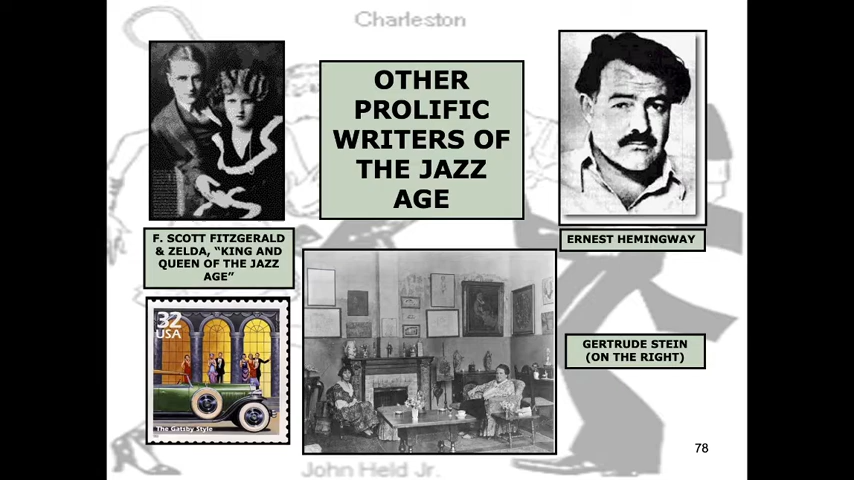 Charleston
OTHER
PROLIFIC
WRITERS OF
THE JAZZ
AGE
F. SCOTT FITZGERALD
& ZELDA, “KING AND
QUEEN OF THE JAZZ
AGE”
ERNEST HEMINGWAY
32
USA
The Gatsby Style
GERTRUDE STEIN
(ON THE RIGHT)
78
John Held Jr.